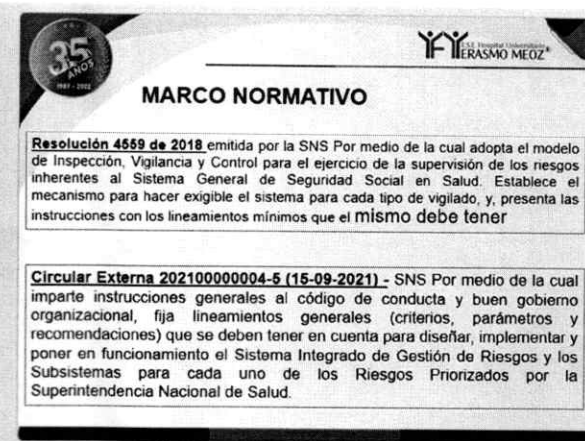 35
AÑOS
1987 - 2022
E.S.E. Hospital Universitario
ERASMO MEOZ
MARCO NORMATIVO
Resolución 4559 de 2018 emitida por la SNS Por medio de la cual adopta el modelo
de Inspección, Vigilancia y Control para el ejercicio de la supervisión de los riesgos
inherentes al Sistema General de Seguridad Social en Salud. Establece el
mecanismo para hacer exigible el sistema para cada tipo de vigilado, y, presenta las
instrucciones con los lineamientos mínimos que el mismo debe tener
Circular Externa 202100000004-5 (15-09-2021) - SNS Por medio de la cual
imparte instrucciones generales al código de conducta y buen gobierno
organizacional, fija lineamientos generales (criterios, parámetros y
recomendaciones) que se deben tener en cuenta para diseñar, implementar y
poner en funcionamiento el Sistema Integrado de Gestión de Riesgos y los
Subsistemas para cada uno de los Riesgos Priorizados por la
Superintendencia Nacional de Salud.